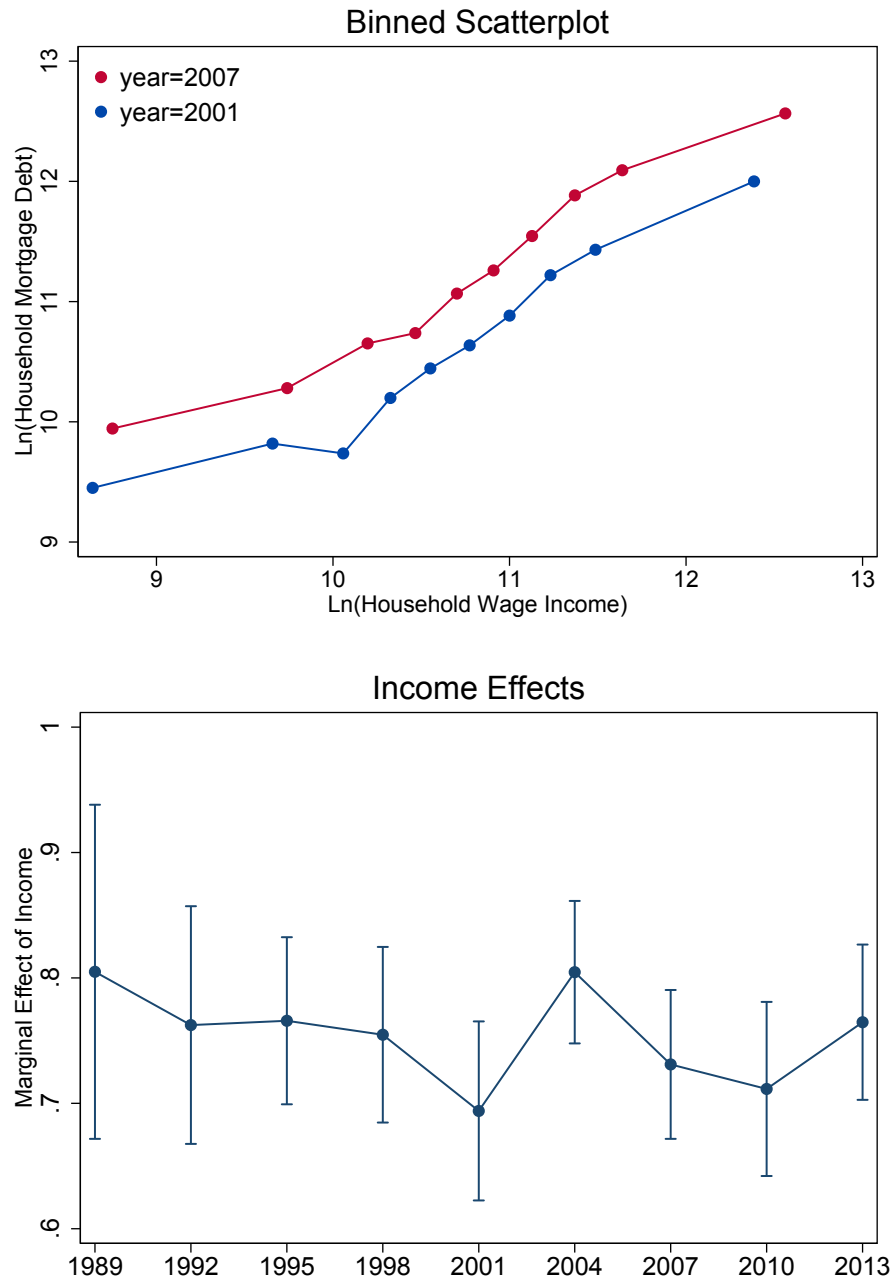 Binned Scatterplot
year=2007
year=2001
Ln(Household Mortgage Debt)
13
12
11
10
9
9 10 11 12 13
Ln(Household Wage Income)
Income Effects
Marginal Effect of Income
1
.9
.8
.7
.6
1989 1992 1995 1998 2001 2004 2007 2010 2013